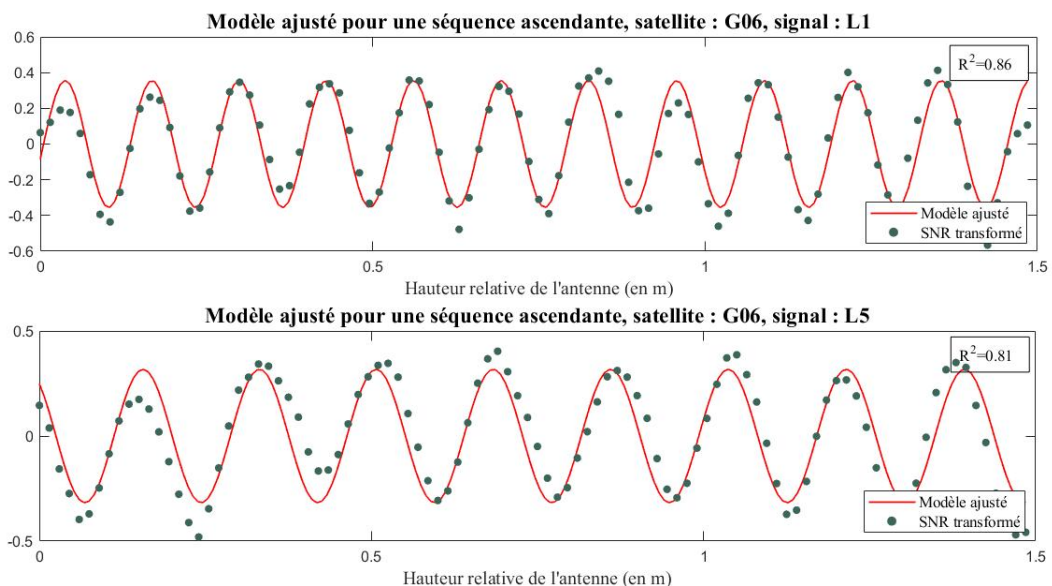 Modèle ajusté pour une séquence ascendante, satellite : G06, signal : L1
0.6
0.4
0.2
0
-0.2
-0.4
-0.6
R²=0.86
Modèle ajusté
SNR transformé
0 0.5 1 1.5
Hauteur relative de l'antenne (en m)
Modèle ajusté pour une séquence ascendante, satellite : G06, signal : L5
0.5
0
-0.5
R²=0.81
Modèle ajusté
SNR transformé
0 0.5 1 1.5
Hauteur relative de l'antenne (en m)